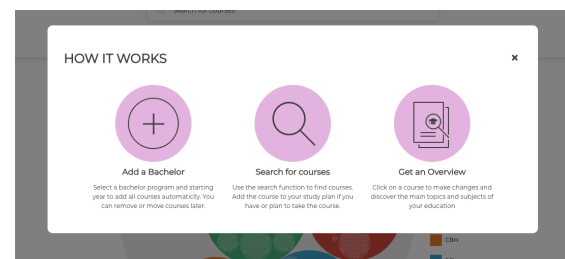 Search for courses
HOW IT WORKS
Add a Bachelor
Select a bachelor program and starting
year to add all courses automaticly. You
can remove or move courses later.
Search for courses
Use the search function to find courses.
Add the course to your study plan if you
have or plan to take the course.
Get an Overview
Click on a course to make changes and
discover the main topics and subjects of
your education
CBH